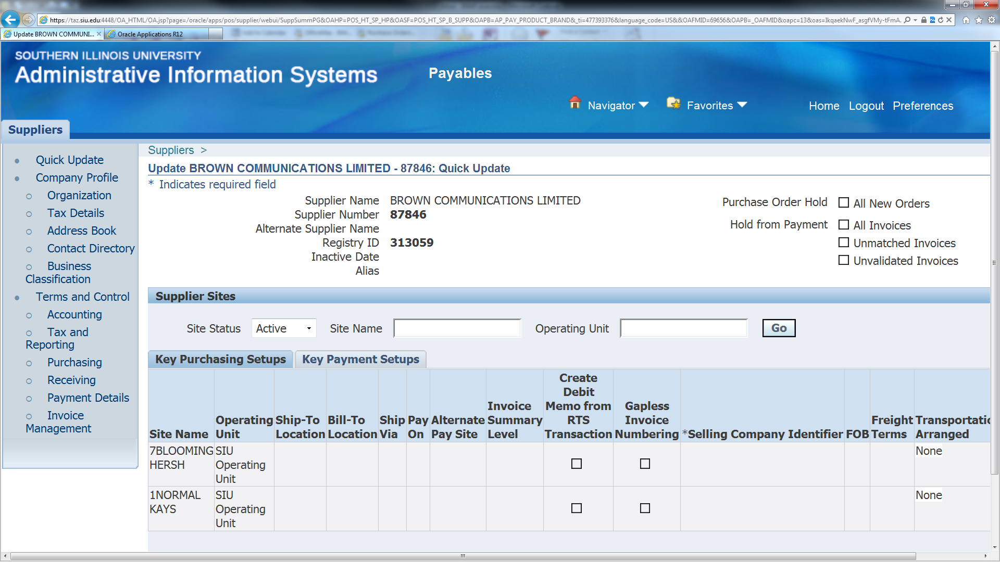 https://taz.siu.edu:4448/OA_HTML/OA.jsp?page=/oracle/apps/pos/supplier/webui/SuppSummPG&OAHP=POS_HT_SP_HP&OASF=POS_HT_SP_B_SUPP&OAPB=AP_PAY_PRODUCT_BRAND&_ti=477393376&language_code=US&&OAFMID=69656&OAPB=_OAFMID&oapc=13&oas=IkqaekNwF_asgfVMy-tFmA.
Update BROWN COMMUNI... Oracle Applications R12
SOUTHERN ILLINOIS UNIVERSITY
Administrative Information Systems
Payables
Navigator Favorites Home Logout Preferences
Suppliers
Quick Update
Company Profile
Organization
Tax Details
Address Book
Contact Directory
Business
Classification
Terms and Control
Accounting
Tax and
Reporting
Purchasing
Receiving
Payment Details
Invoice
Management
Suppliers >
Update BROWN COMMUNICATIONS LIMITED - 87846: Quick Update
* Indicates required field
Supplier Name BROWN COMMUNICATIONS LIMITED
Supplier Number 87846
Alternate Supplier Name
Registry ID 313059
Inactive Date
Alias
Purchase Order Hold All New Orders
Hold from Payment All Invoices
Unmatched Invoices
Unvalidated Invoices
Supplier Sites
Site Status Active Site Name Operating Unit Go
Key Purchasing Setups Key Payment Setups
Site Name
Operating
Unit
Ship-To
Location
Bill-To
Location
Ship
Via
Pay
On
Alternate
Pay Site
Invoice
Summary
Level
Create
Debit
Memo from
RTS
Transaction
Gapless
Invoice
Numbering
*Selling Company Identifier
FOB
Freight
Terms
Transportatio
Arranged
7BLOOMING
HERSH
SIU
Operating
Unit
None
1NORMAL
KAYS
SIU
Operating
Unit
None